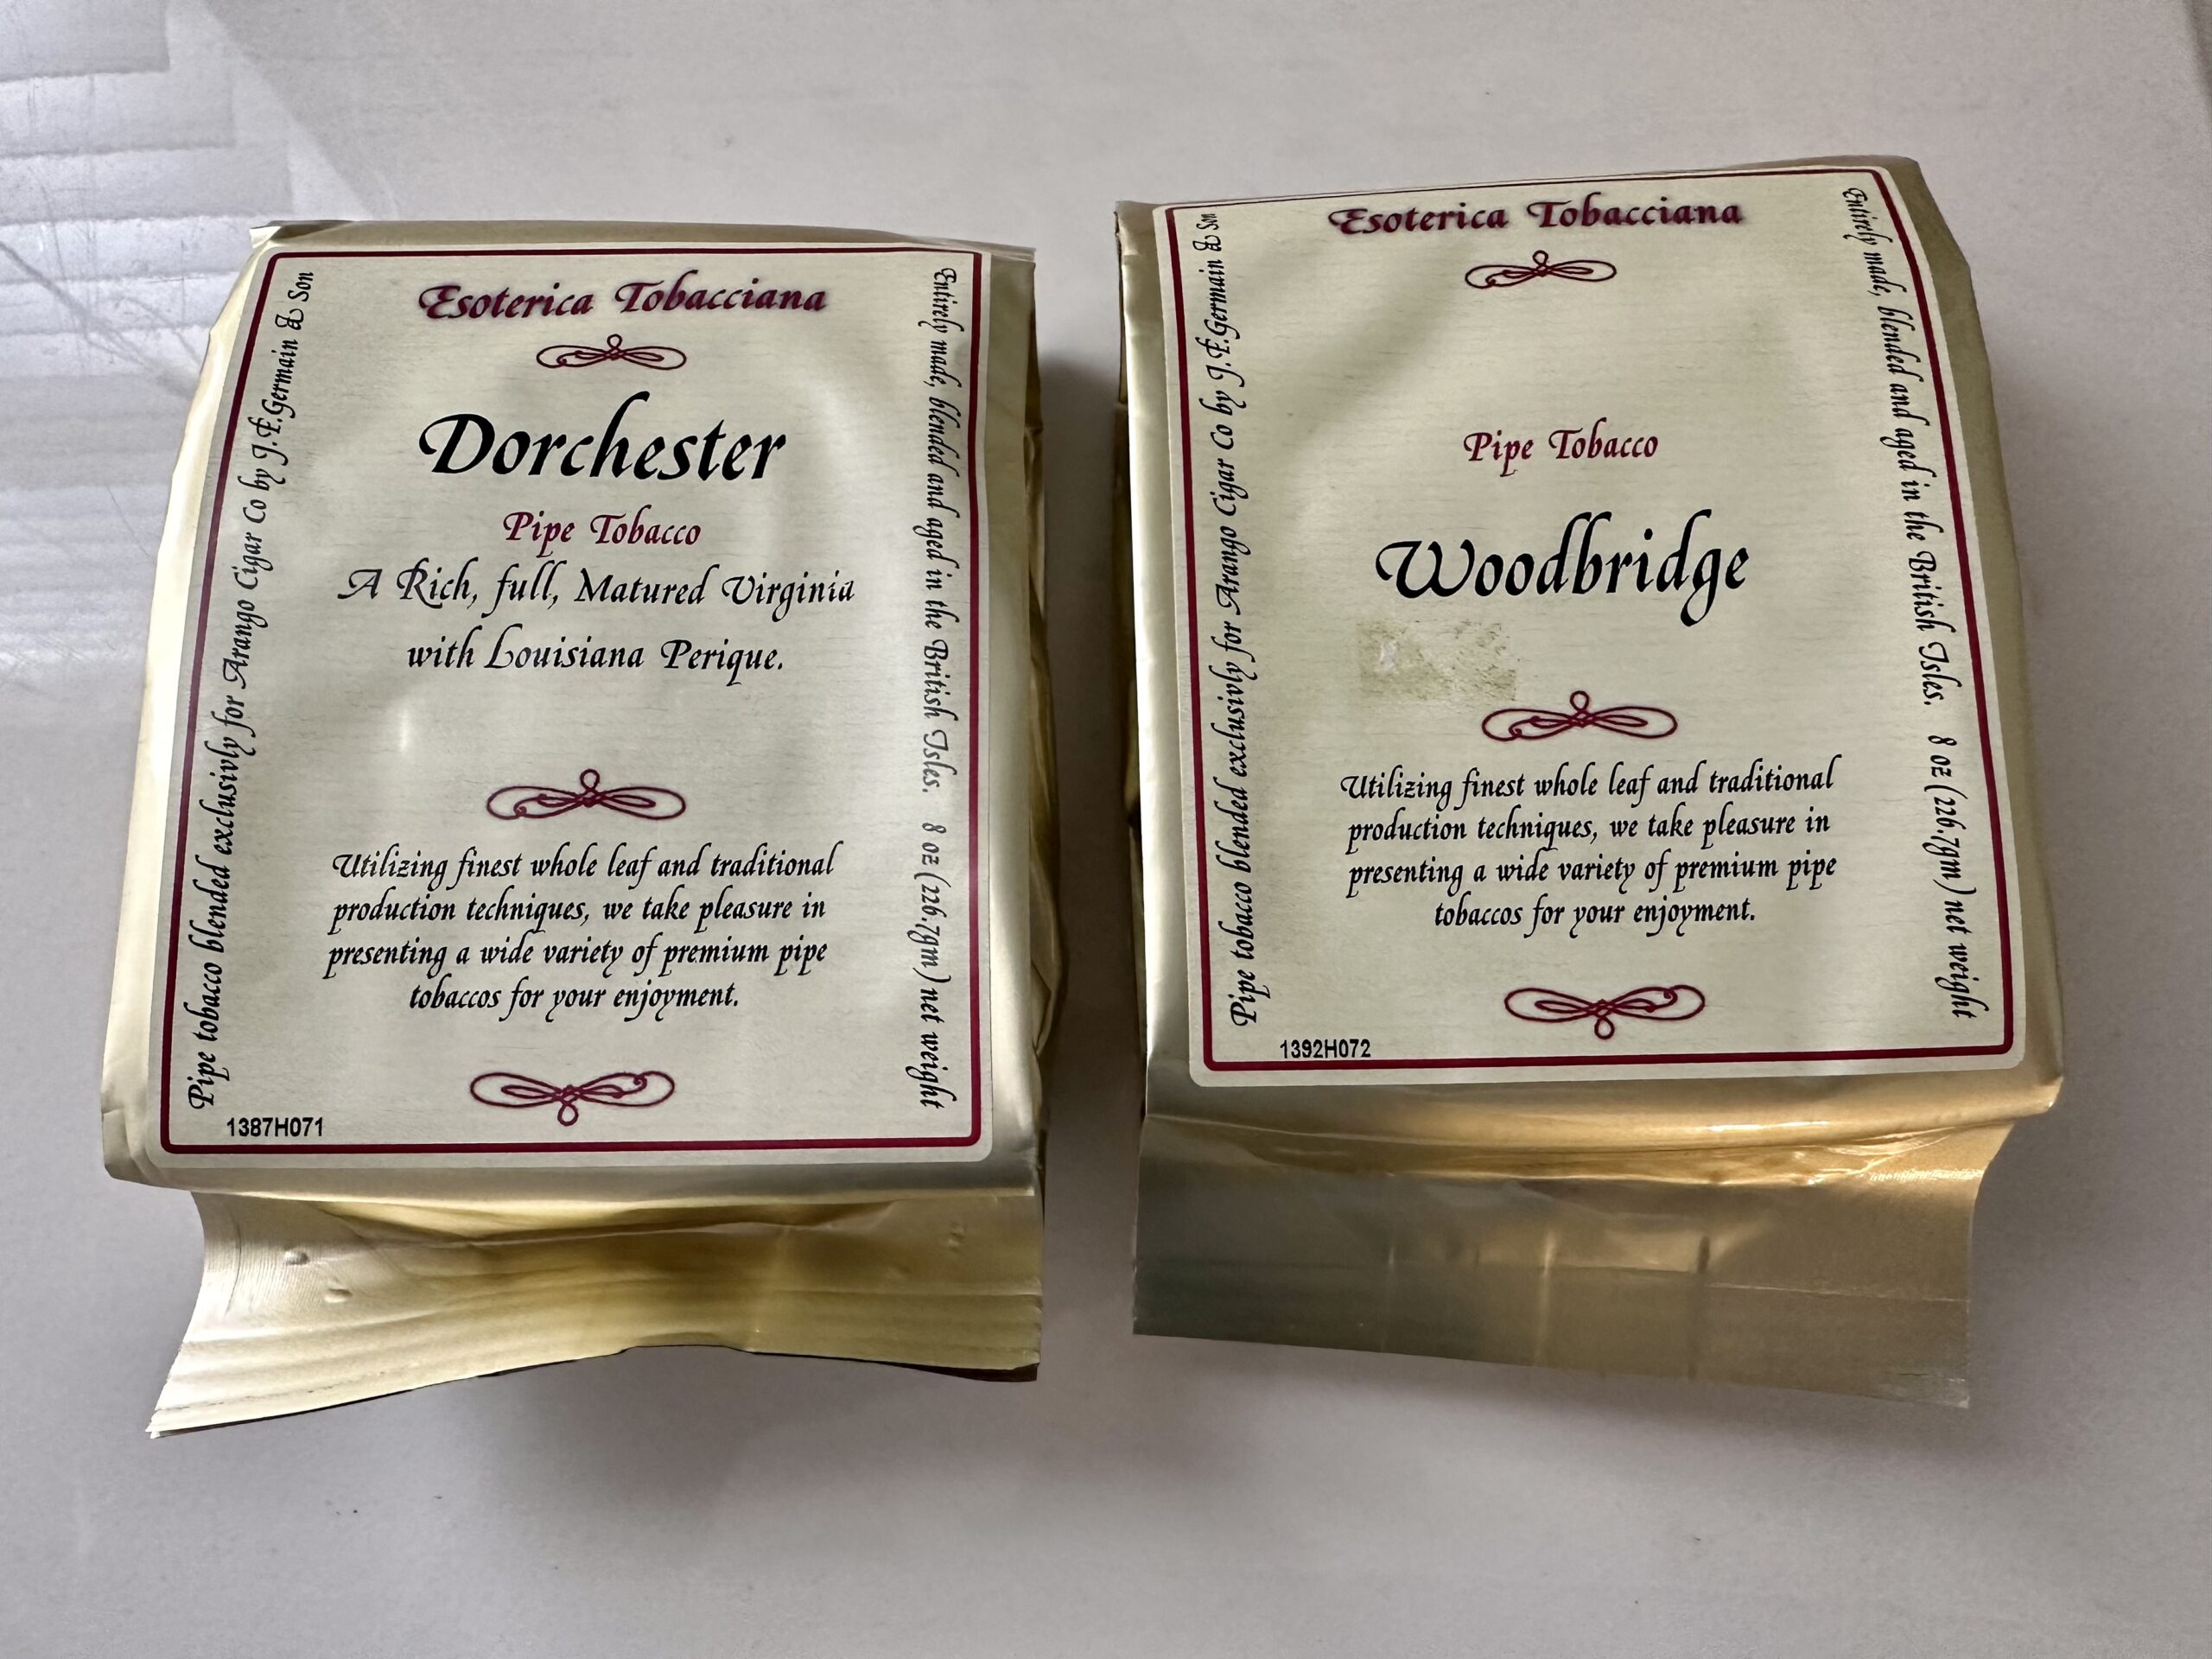 Esoterica Tobacciana
Dorchester
Pipe Tobacco
A Rich, full, Matured Virginia
with Louisiana Perique.
Utilizing finest whole leaf and traditional
production techniques, we take pleasure in
presenting a wide variety of premium pipe
tobaccos for your enjoyment.
1387H071
Pipe tobacco blended exclusivly for Arango Cigar Co by J.F.Germain & Son
Entirely made, blended and aged in the British Isles. 8 oz (226.7gm) net weight
Esoterica Tobacciana
Pipe Tobacco
Woodbridge
Utilizing finest whole leaf and traditional
production techniques, we take pleasure in
presenting a wide variety of premium pipe
tobaccos for your enjoyment.
1392H072
Pipe tobacco blended exclusivly for Arango Cigar Co by J.F.Germain & Son
Entirely made, blended and aged in the British Isles. 8 oz (226.7gm) net weight